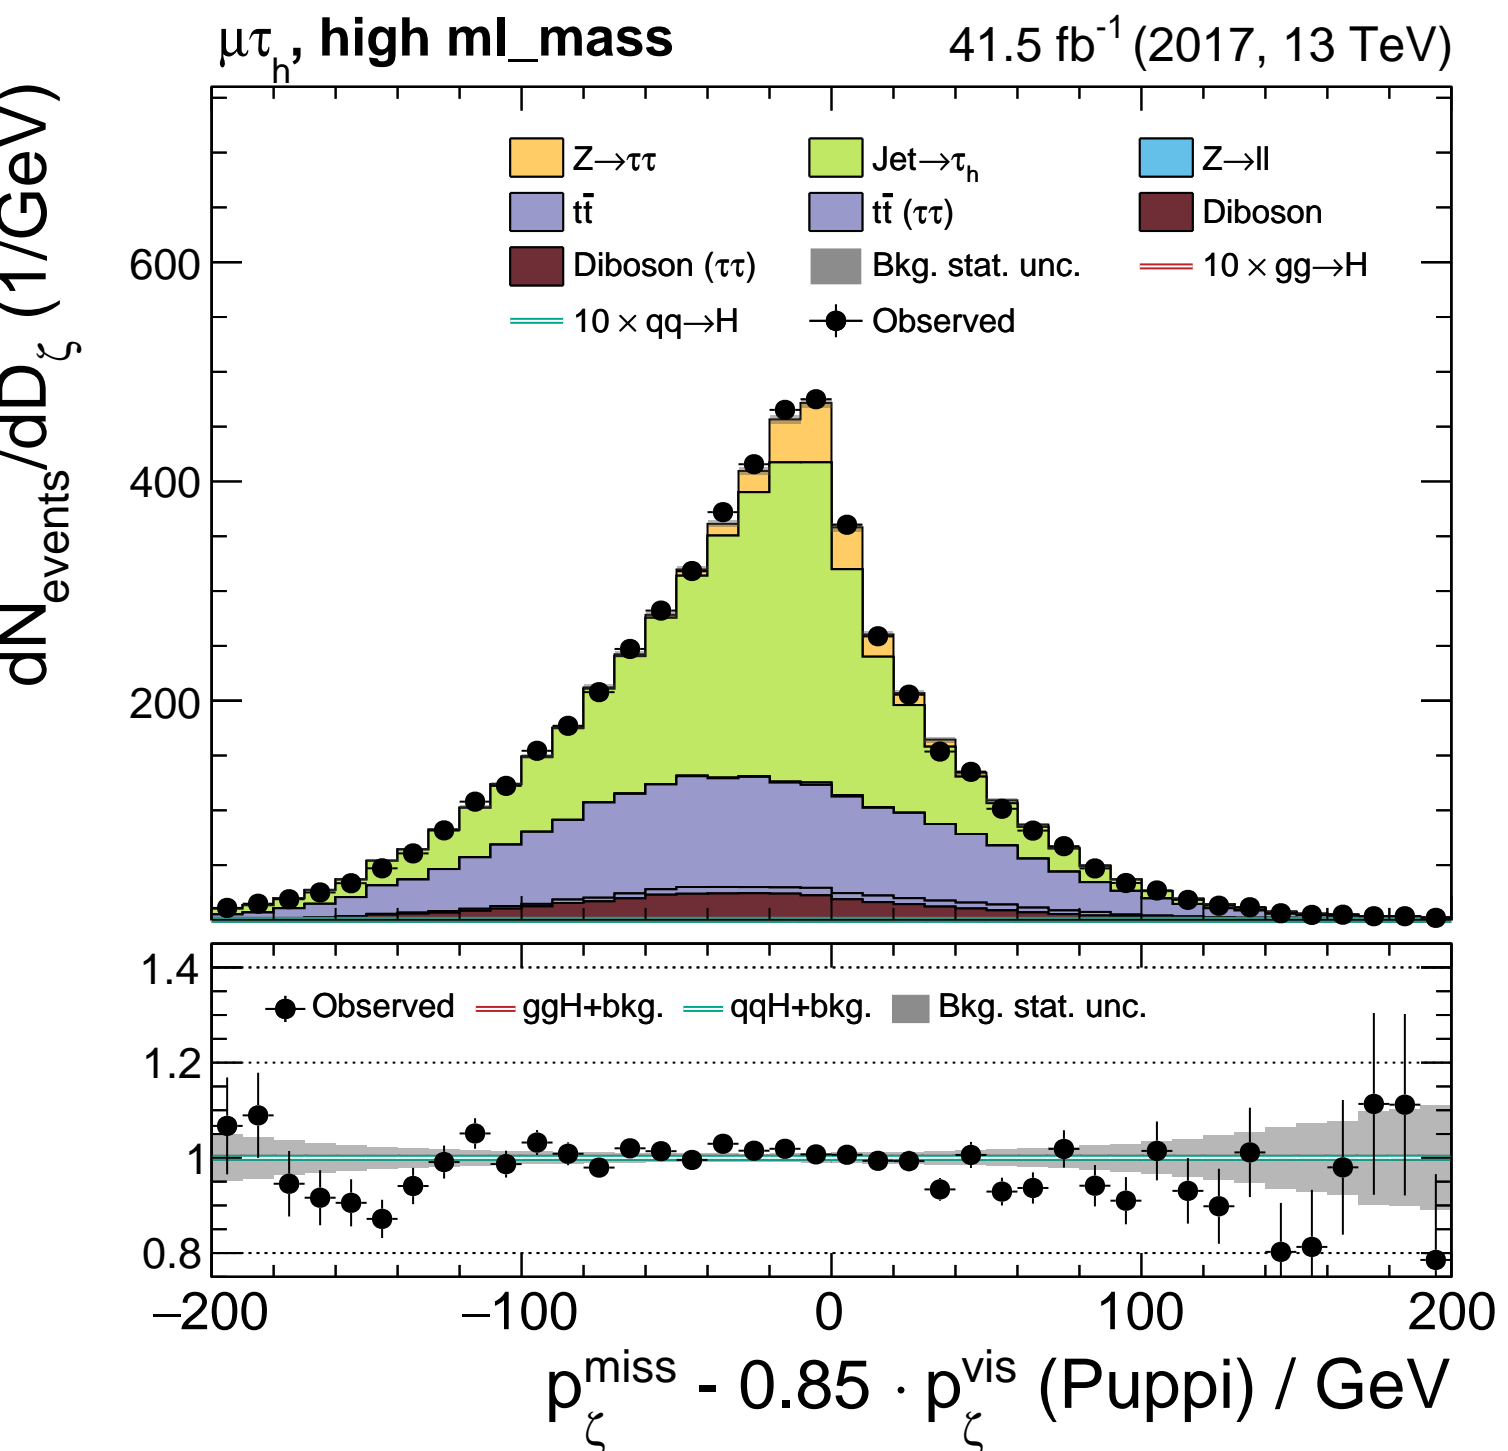 μτh, high ml_mass
41.5 fb-1 (2017, 13 TeV)
dNevents/dDζ (1/GeV)
Z→ττ
Jet→τh
Z→ll
tt̄
tt̄ (ττ)
Diboson
Diboson (ττ)
Bkg. stat. unc.
10 × gg→H
10 × qq→H
Observed
600
400
200
1.4
1.2
1
0.8
Observed
ggH+bkg.
qqH+bkg.
Bkg. stat. unc.
−200
−100
0
100
200
pζmiss - 0.85 · pζvis (Puppi) / GeV